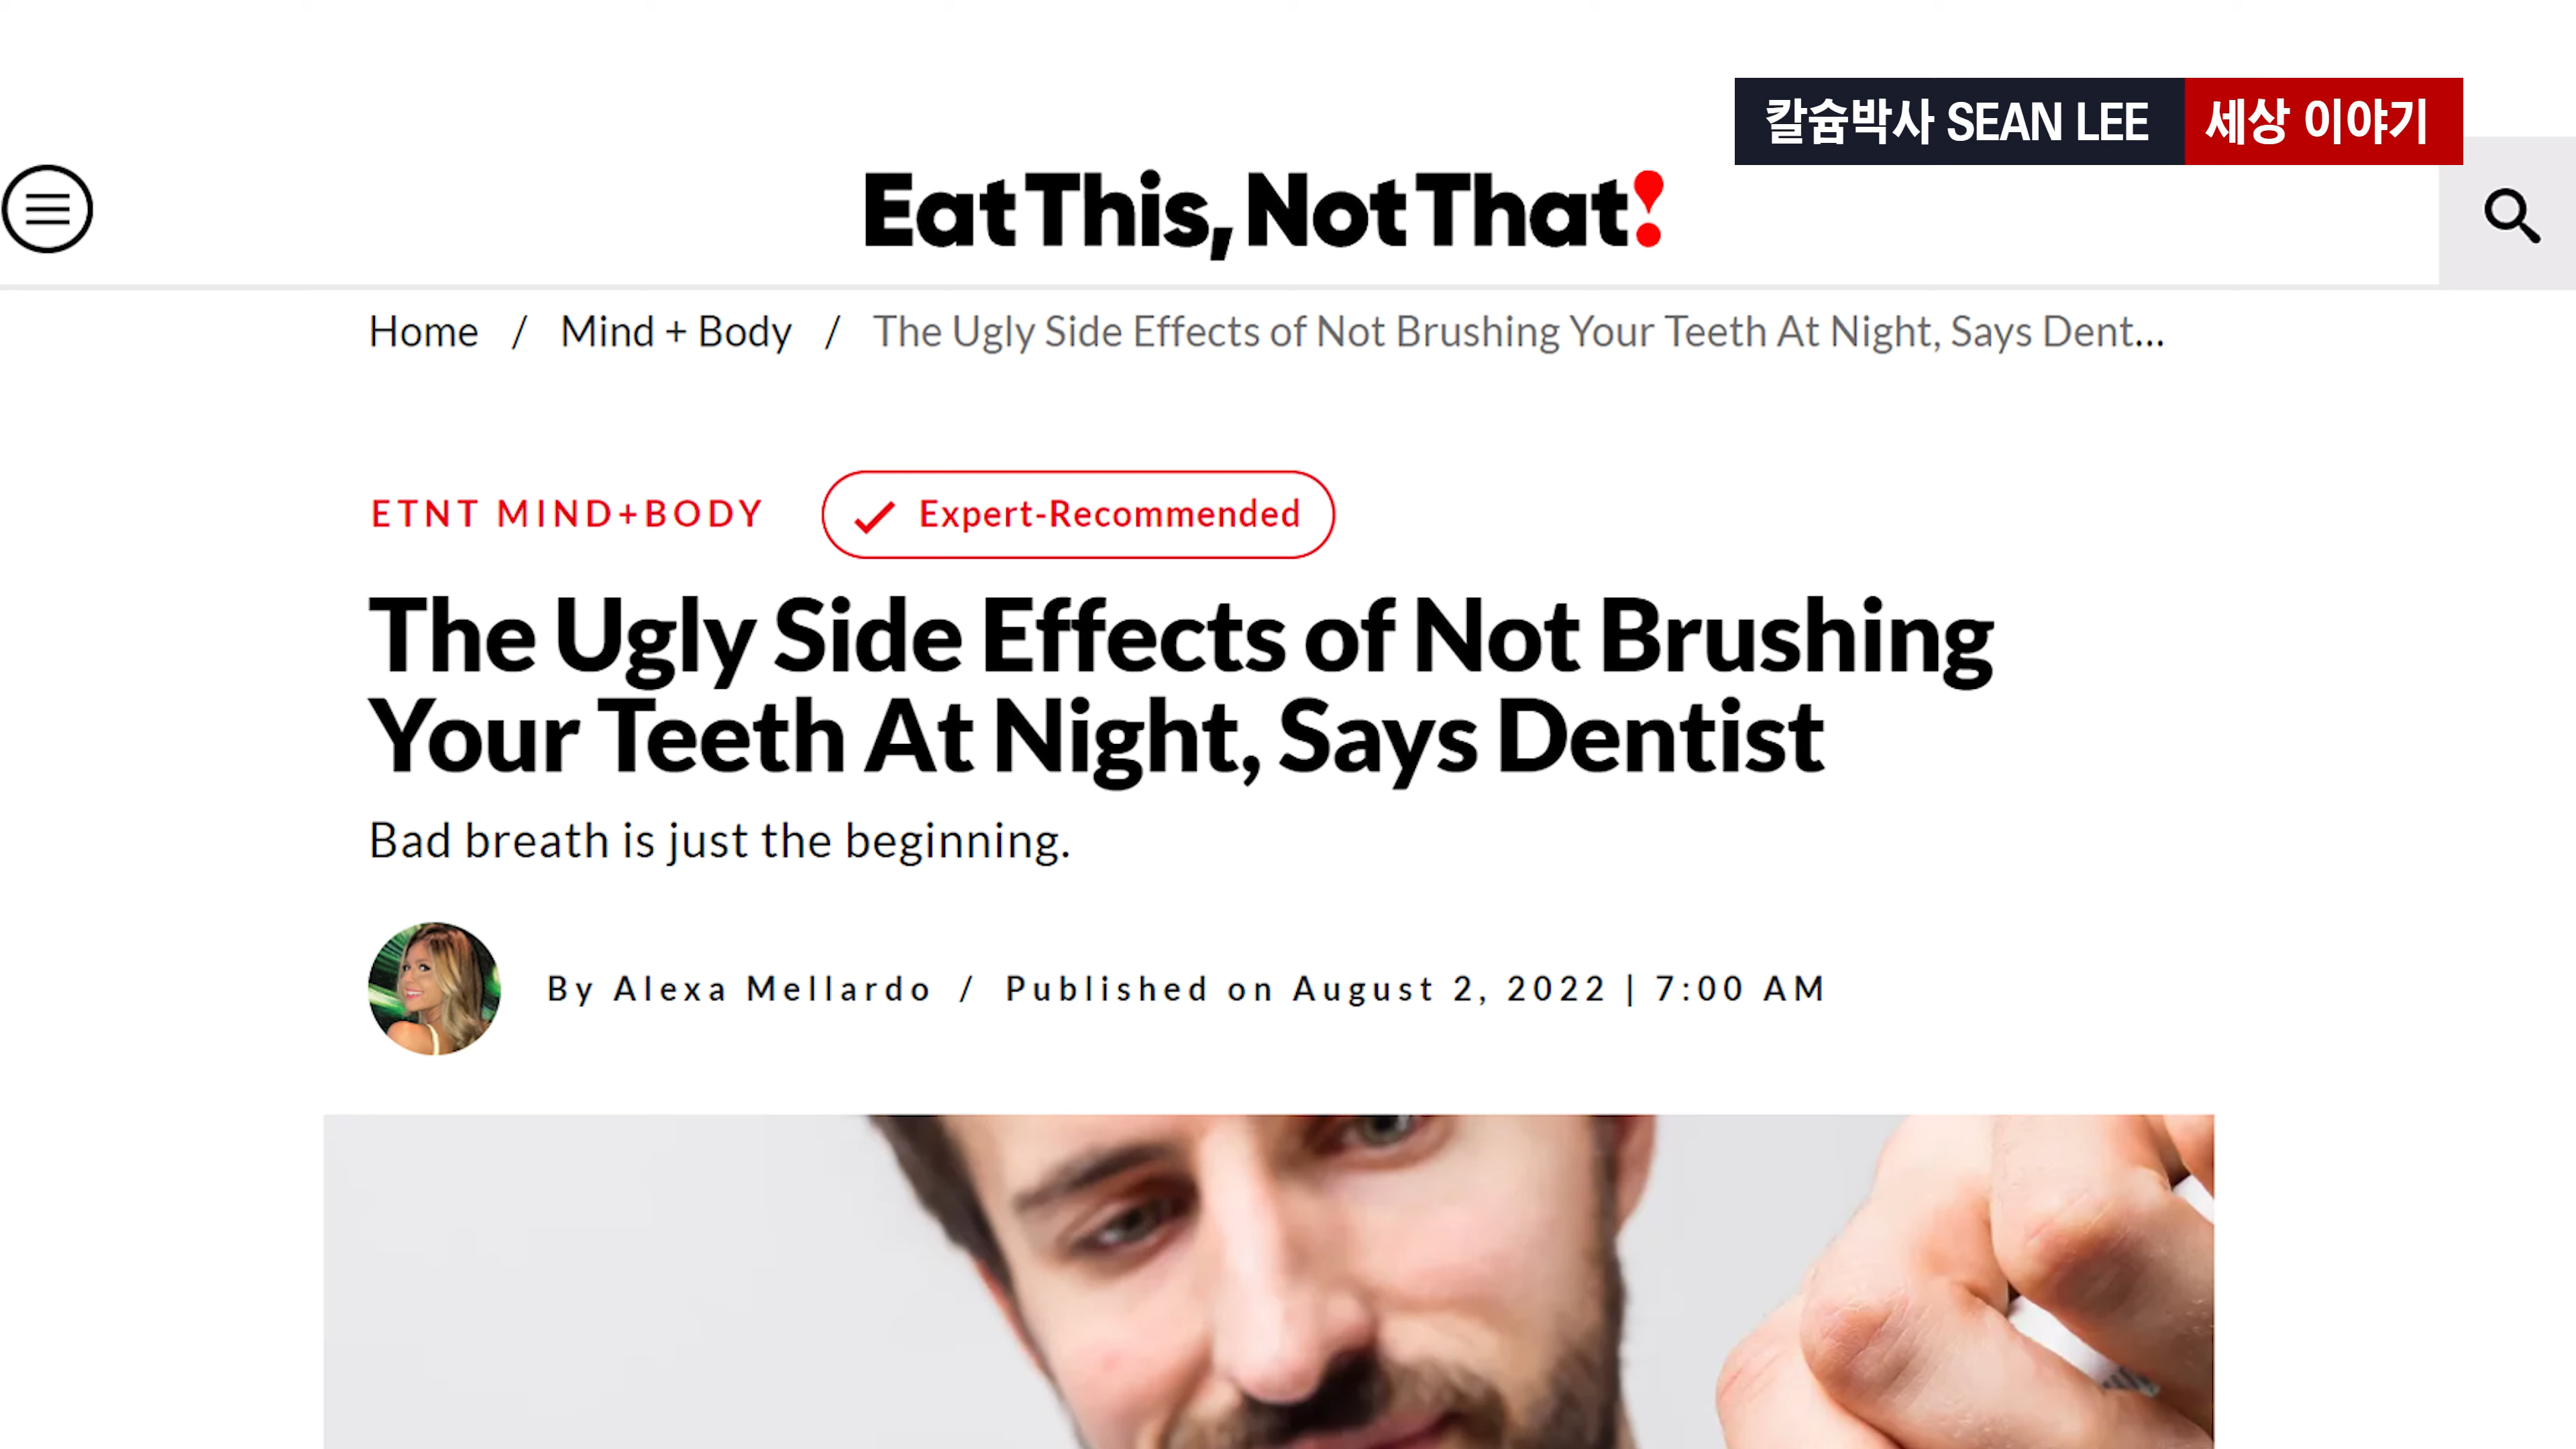 칼슘박사 SEAN LEE 세상 이야기
Eat This, Not That!
Home / Mind + Body / The Ugly Side Effects of Not Brushing Your Teeth At Night, Says Dent...
ETNT MIND+BODY Expert-Recommended
The Ugly Side Effects of Not Brushing
Your Teeth At Night, Says Dentist
Bad breath is just the beginning.
By Alexa Mellardo / Published on August 2, 2022 | 7:00 AM